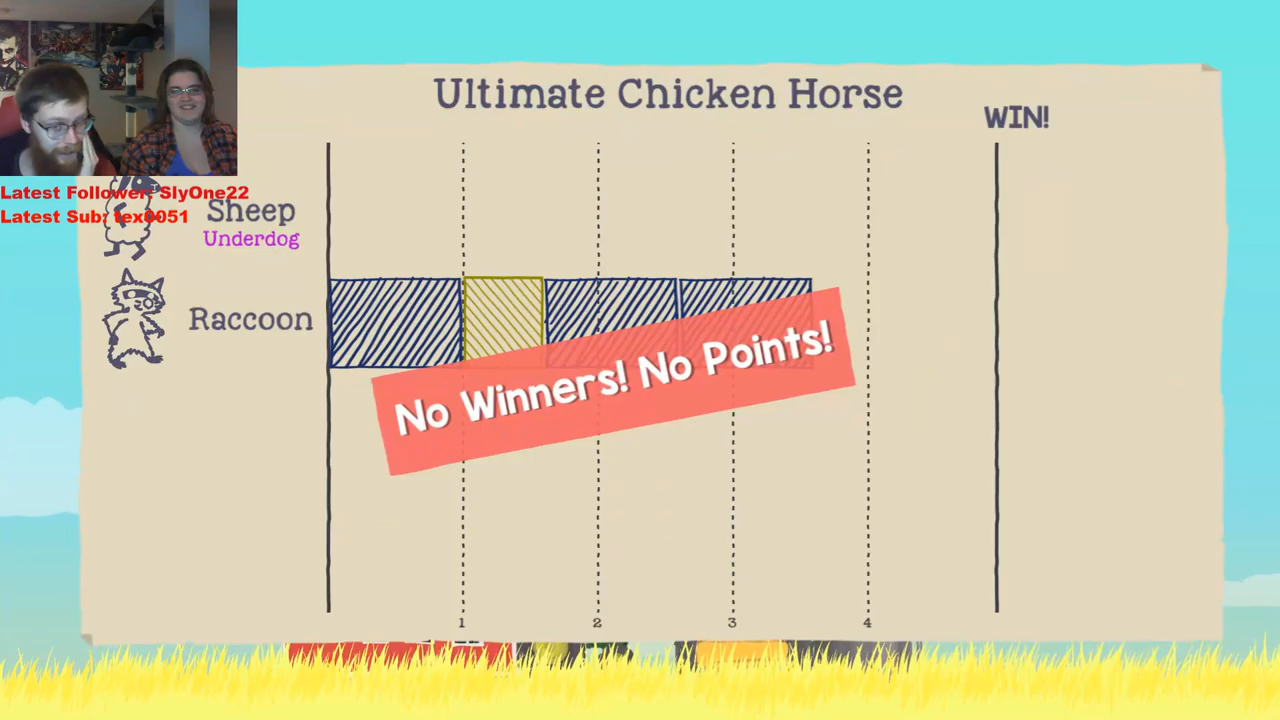 Ultimate Chicken Horse
WIN!
Latest Follower: SlyOne22
Latest Sub: tex0051
Sheep
Underdog
Raccoon
No Winners! No Points!
1 2 3 4